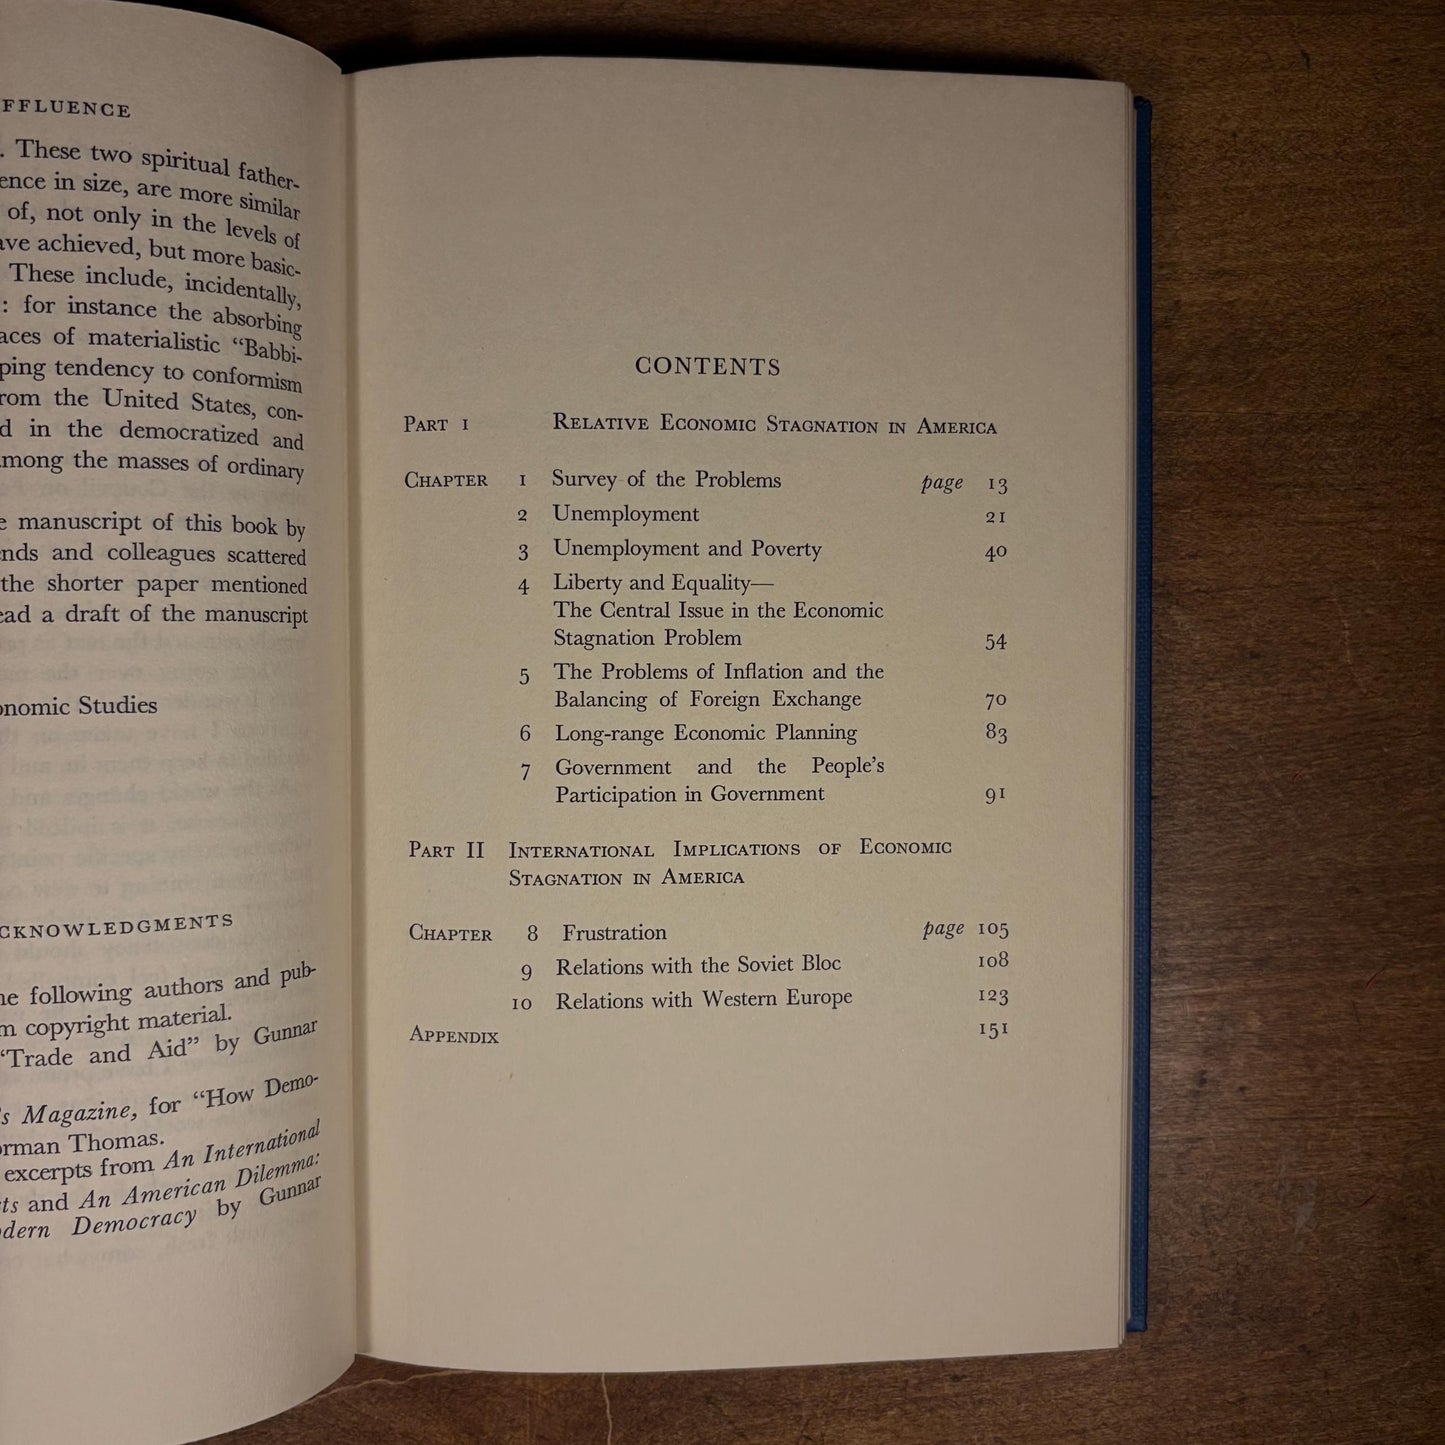 FFLUENCE
. These two spiritual father-
ence in size, are more similar
of, not only in the levels of
ave achieved, but more basic-
These include, incidentally,
: for instance the absorbing
aces of materialistic “Babbi-
ping tendency to conformism
rom the United States, con-
d in the democratized and
among the masses of ordinary
e manuscript of this book by
nds and colleagues scattered
the shorter paper mentioned
ead a draft of the manuscript
onomic Studies
CKNOWLEDGMENTS
he following authors and pub-
m copyright material.
“Trade and Aid” by Gunnar
’s Magazine, for “How Demo-
orman Thomas.
excerpts from An International
ts and An American Dilemma:
odern Democracy by Gunnar
CONTENTS
PART I RELATIVE ECONOMIC STAGNATION IN AMERICA
CHAPTER 1 Survey of the Problems page 13
2 Unemployment 21
3 Unemployment and Poverty 40
4 Liberty and Equality—
The Central Issue in the Economic
Stagnation Problem 54
5 The Problems of Inflation and the
Balancing of Foreign Exchange 70
6 Long-range Economic Planning 83
7 Government and the People’s
Participation in Government 91
PART II INTERNATIONAL IMPLICATIONS OF ECONOMIC
STAGNATION IN AMERICA
CHAPTER 8 Frustration page 105
9 Relations with the Soviet Bloc 108
10 Relations with Western Europe 123
APPENDIX 151